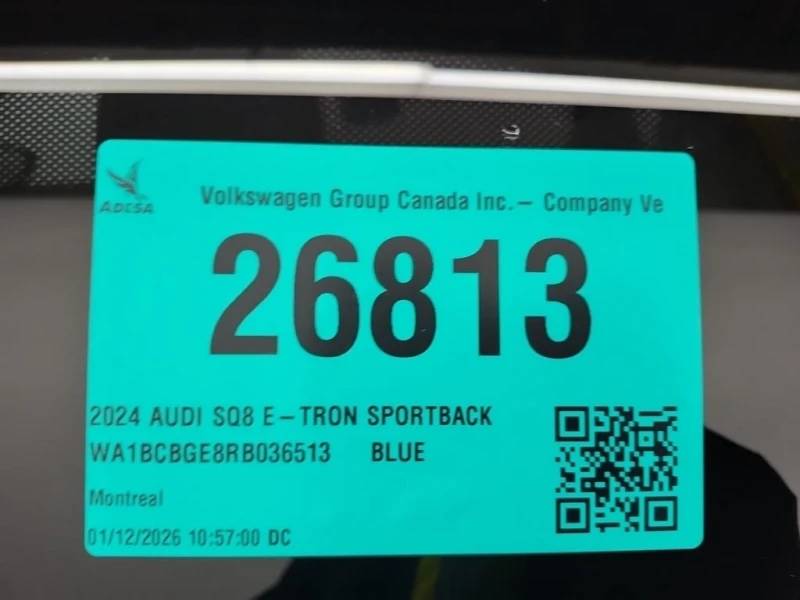 ADESA
Volkswagen Group Canada Inc.– Company Ve
26813
2024 AUDI SQ8 E–TRON SPORTBACK
WA1BCBGE8RB036513 BLUE
Montreal
01/12/2026 10:57:00 DC